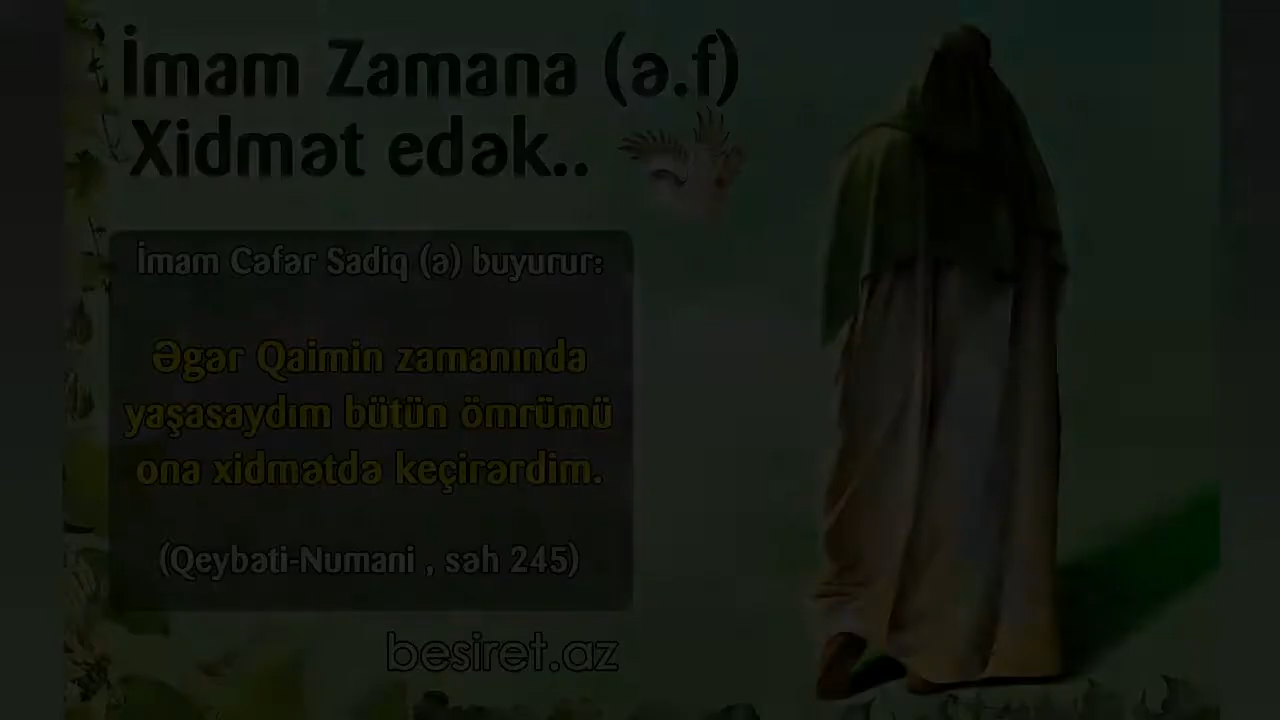 İmam Zamana (ə.f)
Xidmət edək..
İmam Cəfər Sadiq (ə) buyurur:
Əgər Qaimin zamanında
yaşasaydım bütün ömrümü
ona xidmətdə keçirərdim.
(Qeybəti-Numani , səh 245)
besiret.az